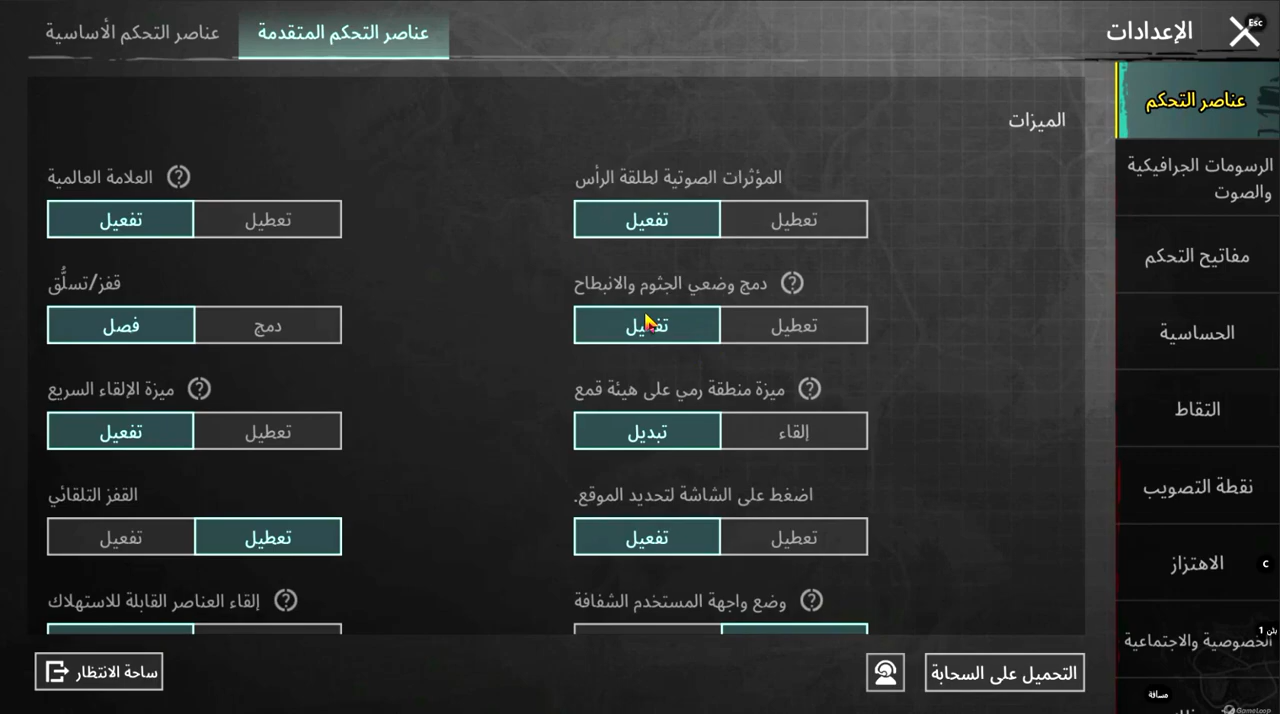 Esc
الإعدادات
عناصر التحكم المتقدمة
عناصر التحكم الأساسية
عناصر التحكم
الرسومات الجرافيكية
والصوت
مفاتيح التحكم
الحساسية
التقاط
نقطة التصويب
الاهتزاز
C
الخصوصية والاجتماعية
1
مسافة
الميزات
المؤثرات الصوتية لطلقة الرأس
تعطيل
تفعيل
العلامة العالمية
تعطيل
تفعيل
دمج وضعي الجثوم والانبطاح
تعطيل
تفعيل
قفز/تسلُّق
دمج
فصل
ميزة منطقة رمي على هيئة قمع
إلقاء
تبديل
ميزة الإلقاء السريع
تعطيل
تفعيل
اضغط على الشاشة لتحديد الموقع.
تعطيل
تفعيل
القفز التلقائي
تعطيل
تفعيل
وضع واجهة المستخدم الشفافة
إلقاء العناصر القابلة للاستهلاك
التحميل على السحابة
ساحة الانتظار
GameLoop